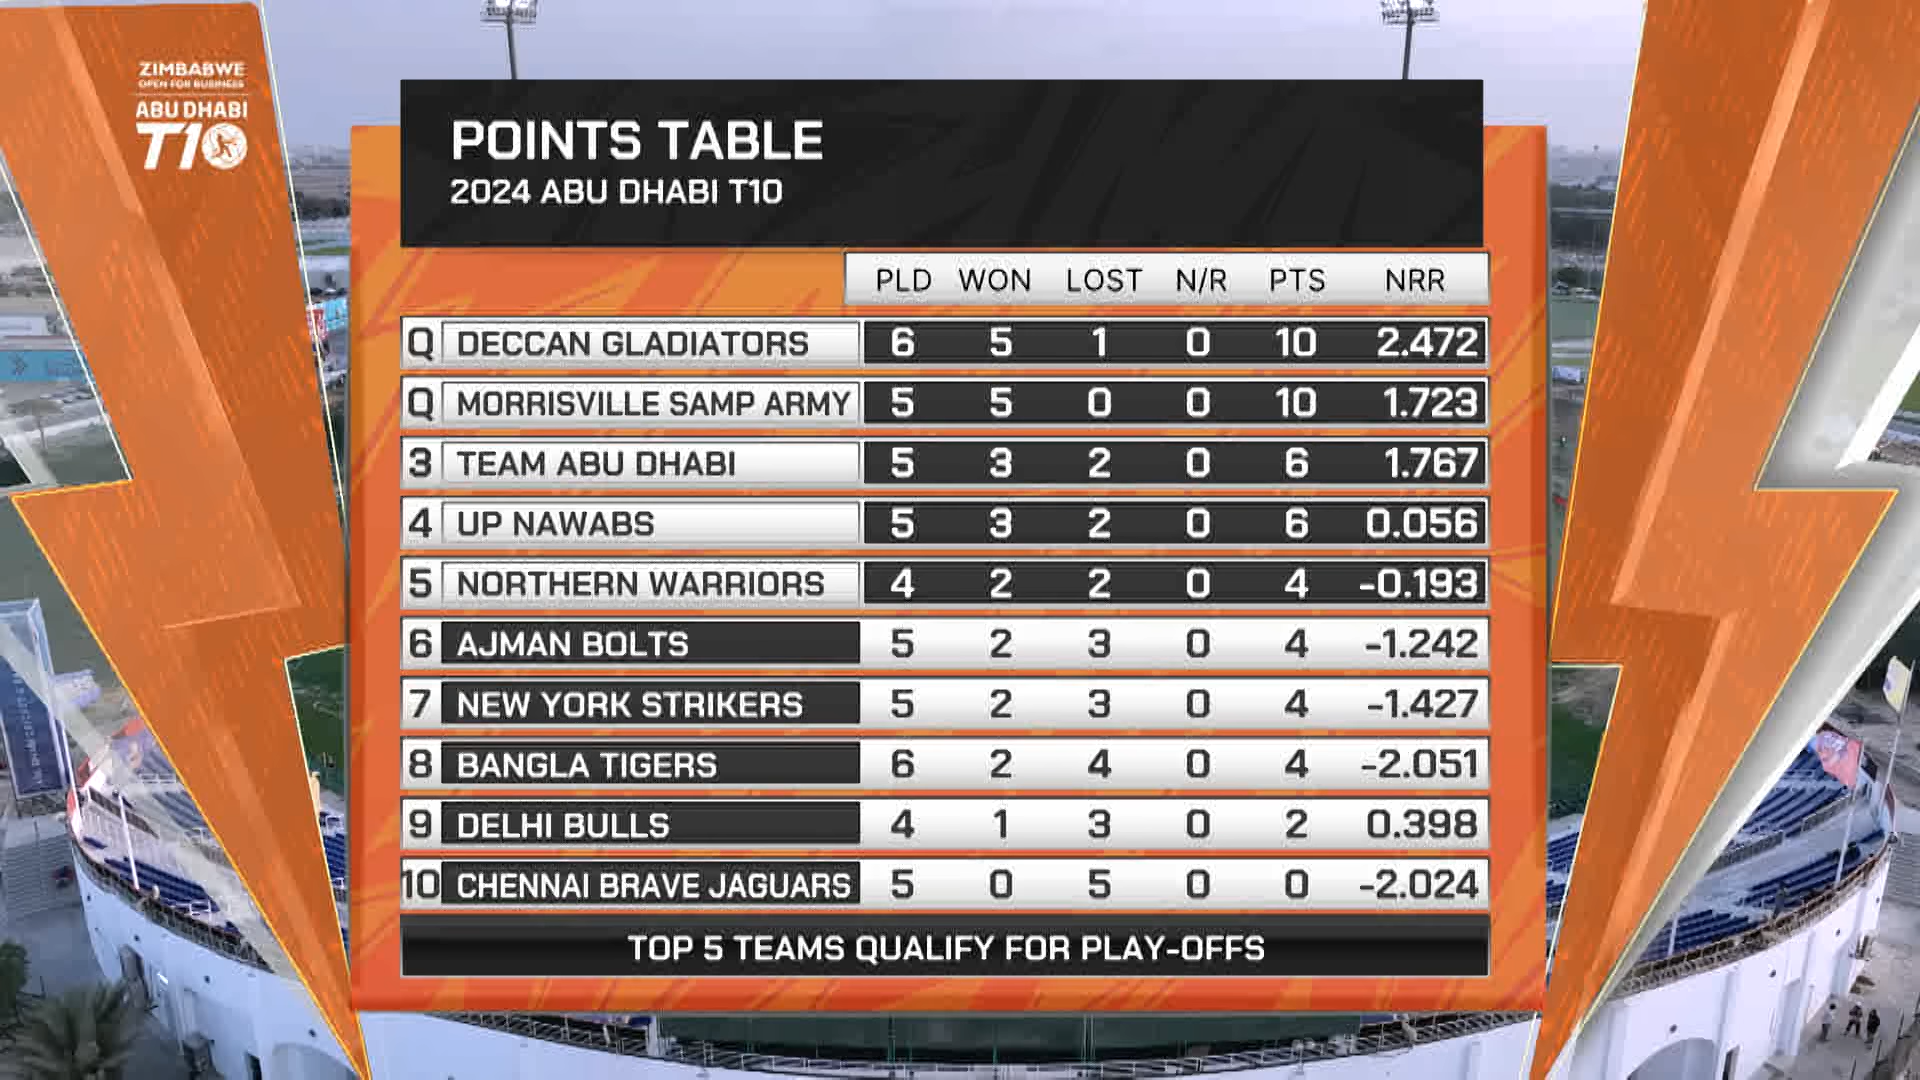 ZIMBABWE
OPEN FOR BUSINESS
ABU DHABI
T10
POINTS TABLE
2024 ABU DHABI T10
PLD WON LOST N/R PTS NRR
Q DECCAN GLADIATORS 6 5 1 0 10 2.472
Q MORRISVILLE SAMP ARMY 5 5 0 0 10 1.723
3 TEAM ABU DHABI 5 3 2 0 6 1.767
4 UP NAWABS 5 3 2 0 6 0.056
5 NORTHERN WARRIORS 4 2 2 0 4 -0.193
6 AJMAN BOLTS 5 2 3 0 4 -1.242
7 NEW YORK STRIKERS 5 2 3 0 4 -1.427
8 BANGLA TIGERS 6 2 4 0 4 -2.051
9 DELHI BULLS 4 1 3 0 2 0.398
10 CHENNAI BRAVE JAGUARS 5 0 5 0 0 -2.024
TOP 5 TEAMS QUALIFY FOR PLAY-OFFS